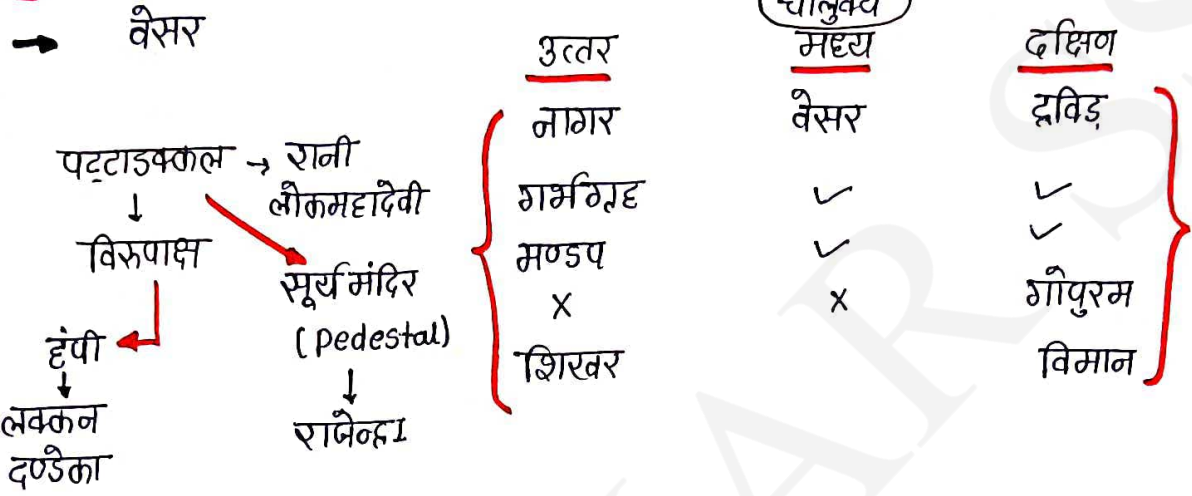 चालुक्य
→ वेसर
उत्तर मध्य दक्षिण
नागर वेसर द्रविड़
पट्टाडक्कल → रानी
लोकमहादेवी
गर्भगृह ✓ ✓
↓
विरुपाक्ष
मण्डप ✓ ✓
सूर्य मंदिर
(Pedestal)
X X गोपुरम
हंपी
शिखर विमान
↓
↓
लक्कन
दण्डेका
राजेन्द्र I